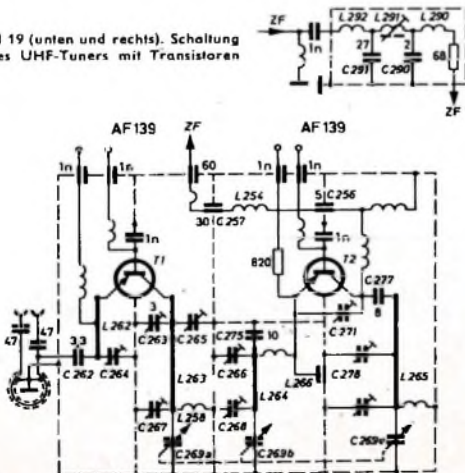 l 19 (unten und rechts). Schaltung
es UHF-Tuners mit Transistoren
ZF
L292 L291 L290
1n
27 2 68
C291 C290
ZF
AF139 ZF AF139
1n 1n 60 1n 1n
30 C257 L254 5 C256
1n 1n
T1 T2
820
C277
47 47
L262 3 8
3,3 C263 C265 C275 10 C271
C262 C264 C266 L266 C278
L263 L264 L265
L258
C267 C268
C269a C269b C269c